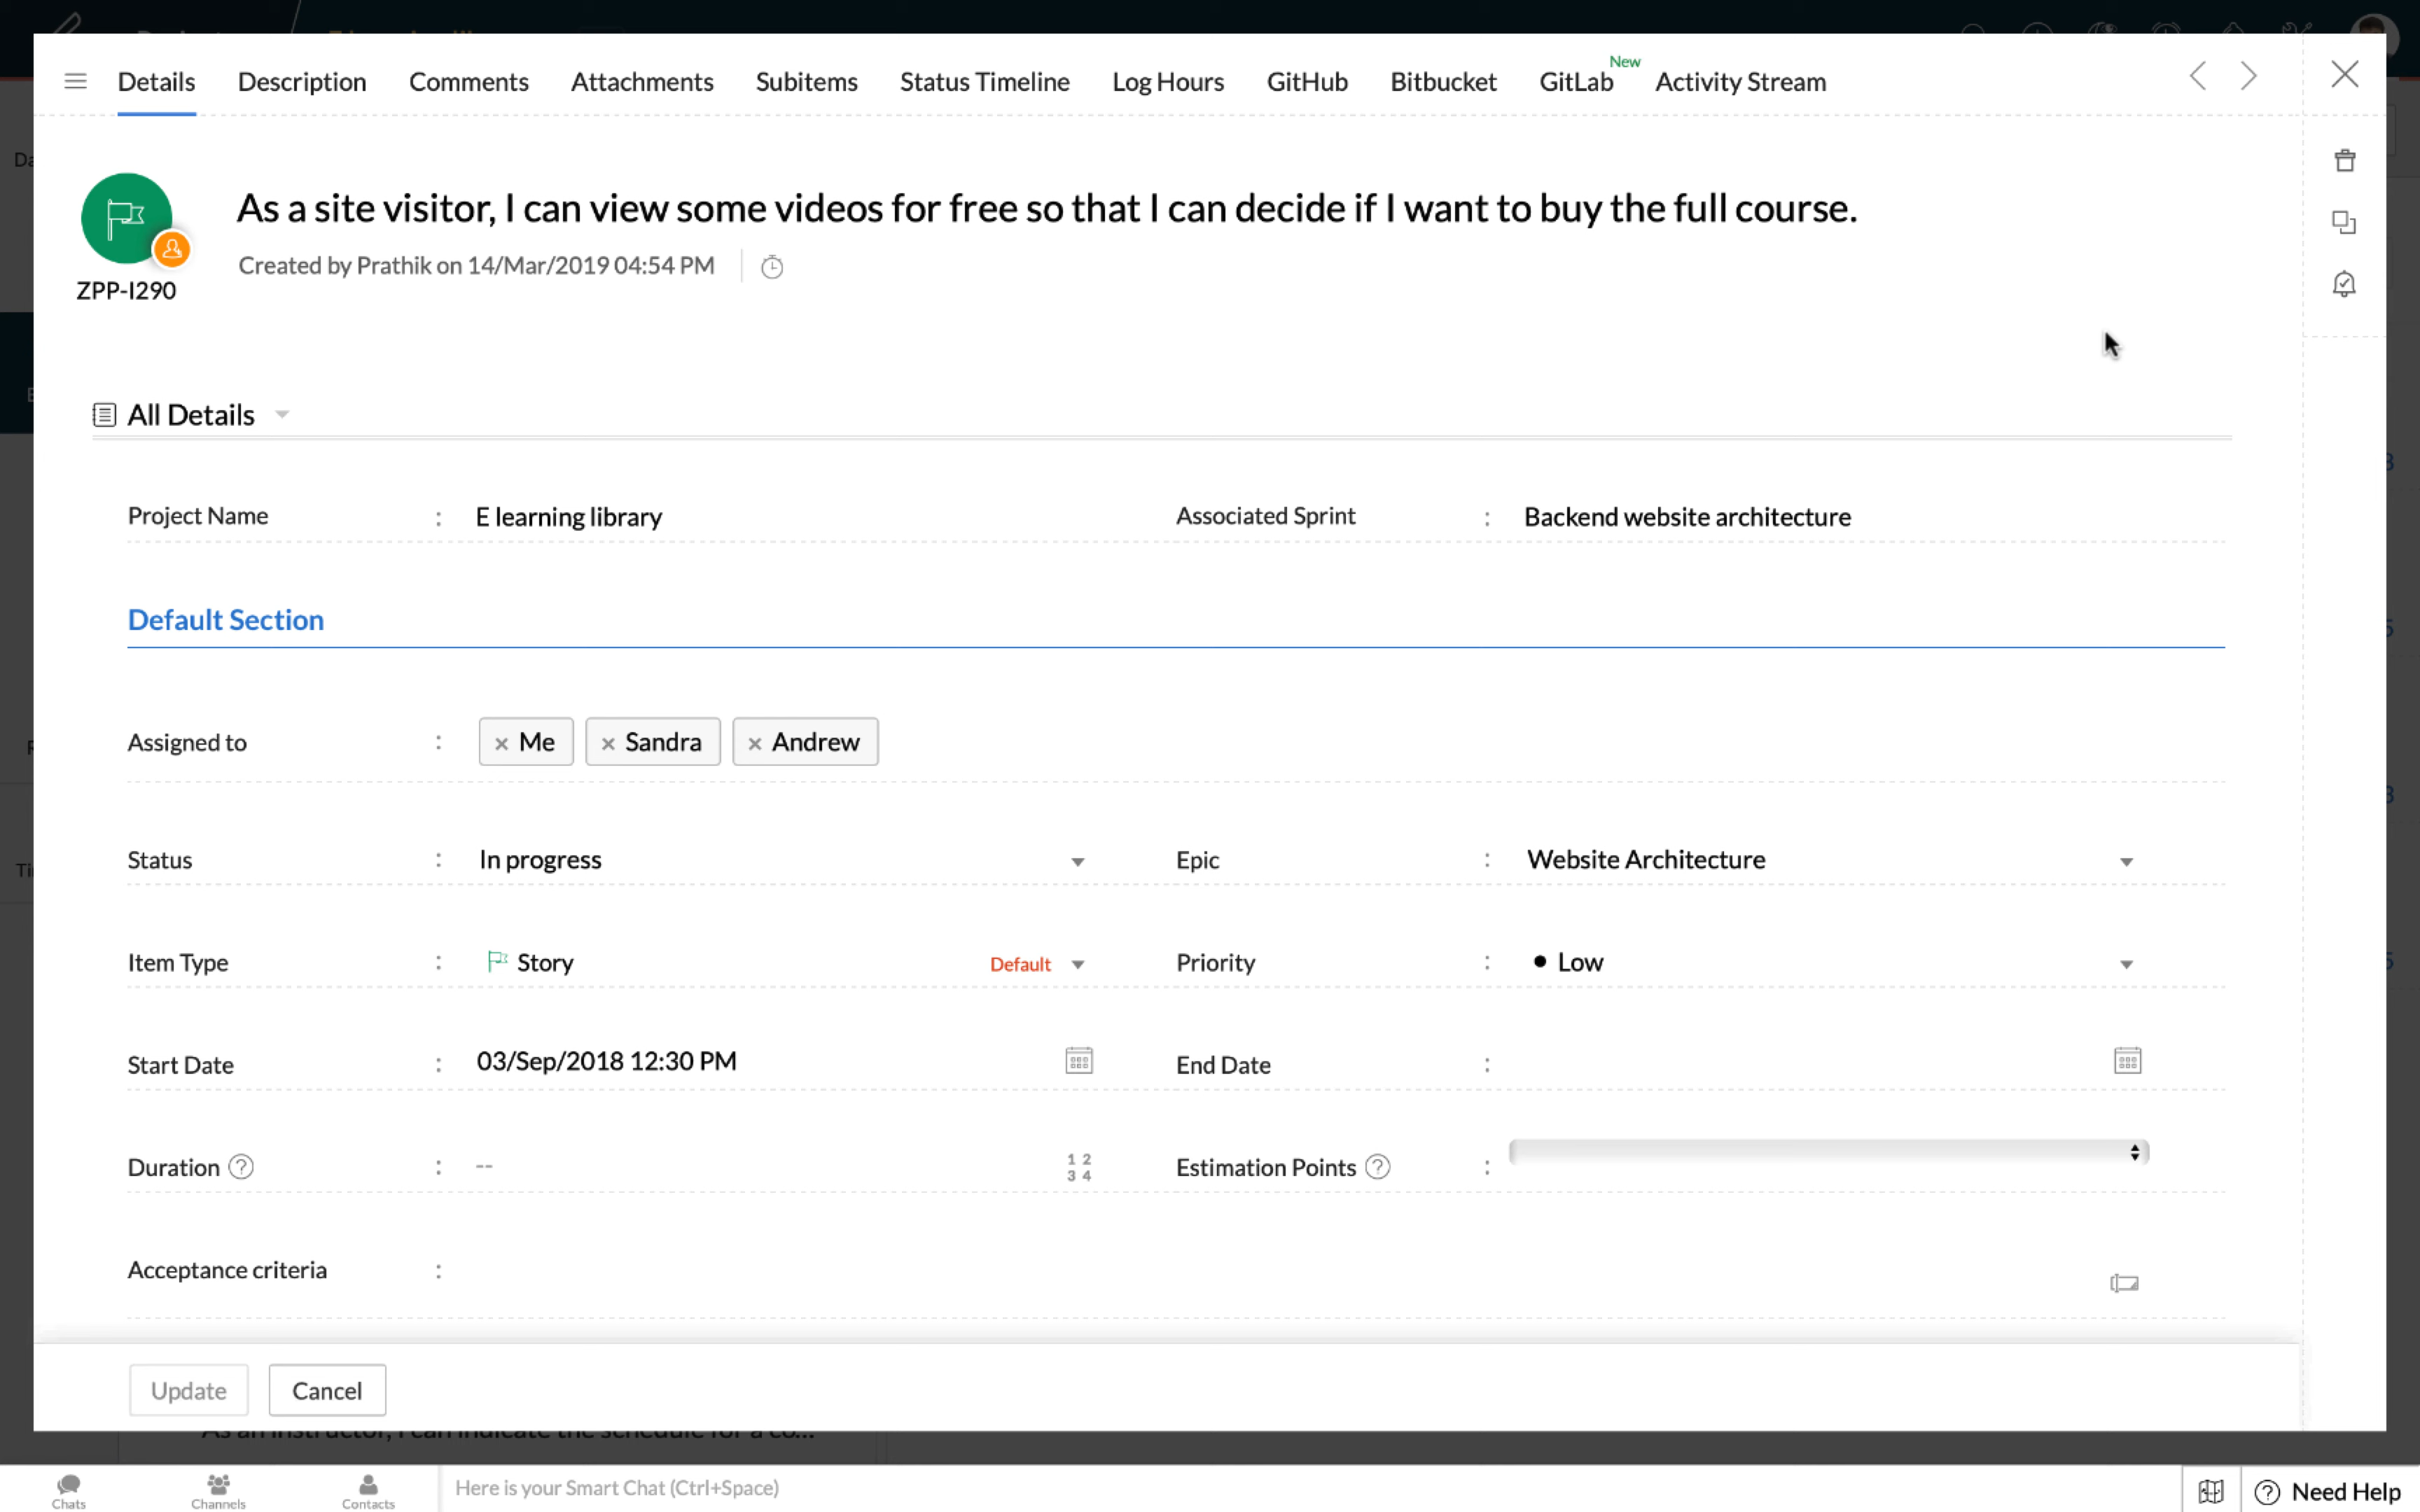 Details Description Comments Attachments Subitems Status Timeline Log Hours GitHub Bitbucket GitLab New Activity Stream
As a site visitor, I can view some videos for free so that I can decide if I want to buy the full course.
Created by Prathik on 14/Mar/2019 04:54 PM
ZPP-I290
All Details
Project Name : E learning library Associated Sprint : Backend website architecture
Default Section
Assigned to : × Me × Sandra × Andrew
Status : In progress Epic : Website Architecture
Item Type : Story Default Priority : Low
Start Date : 03/Sep/2018 12:30 PM End Date :
Duration ? : -- 1 2 3 4 Estimation Points ? :
Acceptance criteria :
Update Cancel
As an instructor, I can indicate the schedule for a co...
Chats Channels Contacts Here is your Smart Chat (Ctrl+Space) ? Need Help